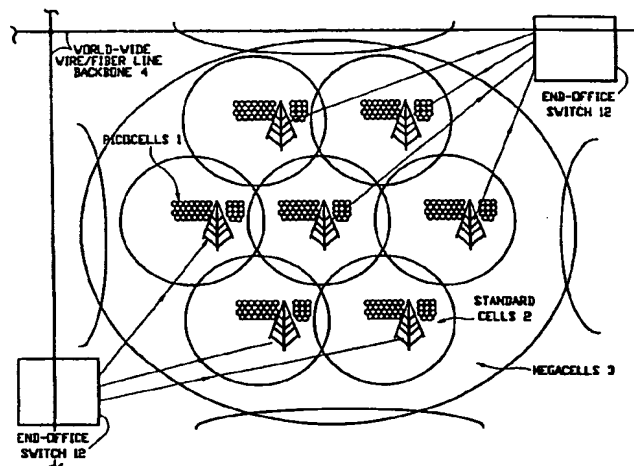 WORLD-WIDE
WIRE/FIBER LINE
BACKBONE 4
END-OFFICE
SWITCH 12
PICOCELLS 1
STANDARD
CELLS 2
MEGACELLS 3
END-OFFICE
SWITCH 12